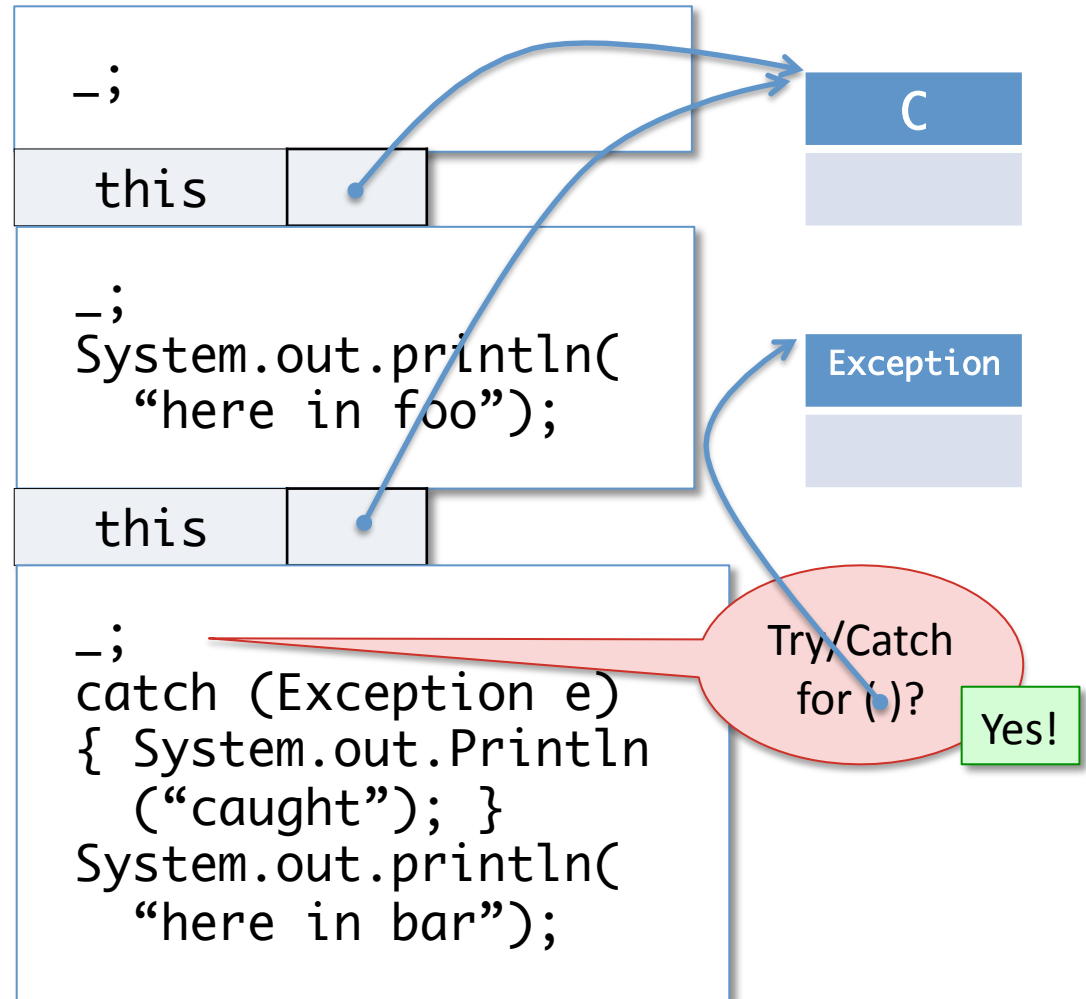 _;
C
this
_;
System.out.println(
“here in foo”);
Exception
this
_;
catch (Exception e)
{ System.out.Println
(“caught”); }
System.out.println(
“here in bar”);
Try/Catch
for ( )?
Yes!